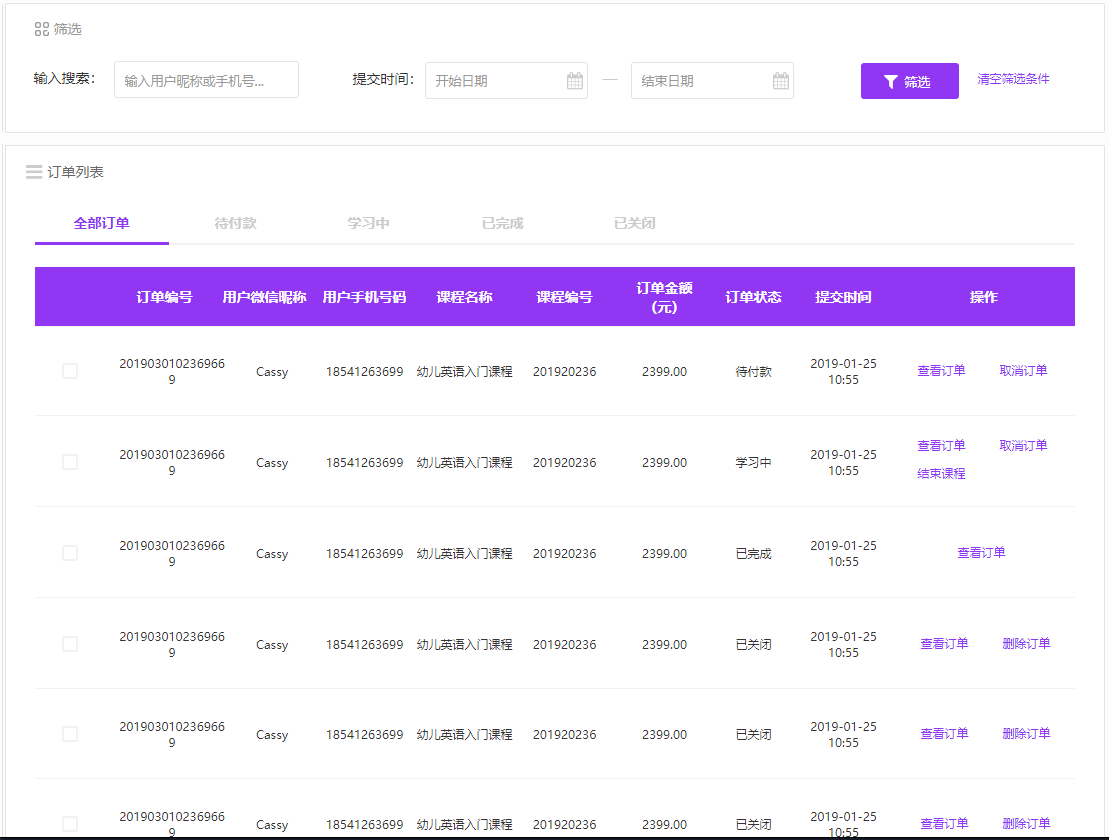 筛选
输入搜索： 输入用户昵称或手机号... 提交时间： 开始日期 — 结束日期 筛选 清空筛选条件
订单列表
全部订单 待付款 学习中 已完成 已关闭
订单编号 用户微信昵称 用户手机号码 课程名称 课程编号 订单金额 订单状态 提交时间 操作
(元)
201903010236966 Cassy 18541263699 幼儿英语入门课程 201920236 2399.00 待付款 2019-01-25 查看订单 取消订单
9 10:55
201903010236966 Cassy 18541263699 幼儿英语入门课程 201920236 2399.00 学习中 2019-01-25 查看订单 取消订单
9 10:55 结束课程
201903010236966 Cassy 18541263699 幼儿英语入门课程 201920236 2399.00 已完成 2019-01-25 查看订单
9 10:55
201903010236966 Cassy 18541263699 幼儿英语入门课程 201920236 2399.00 已关闭 2019-01-25 查看订单 删除订单
9 10:55
201903010236966 Cassy 18541263699 幼儿英语入门课程 201920236 2399.00 已关闭 2019-01-25 查看订单 删除订单
9 10:55
201903010236966 Cassy 18541263699 幼儿英语入门课程 201920236 2399.00 已关闭 2019-01-25 查看订单 删除订单
9 10:55